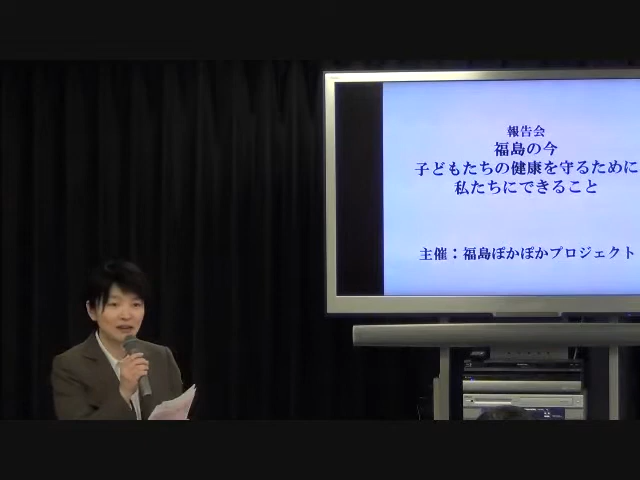 報告会
福島の今
子どもたちの健康を守るために
私たちにできること
主催：福島ぽかぽかプロジェクト